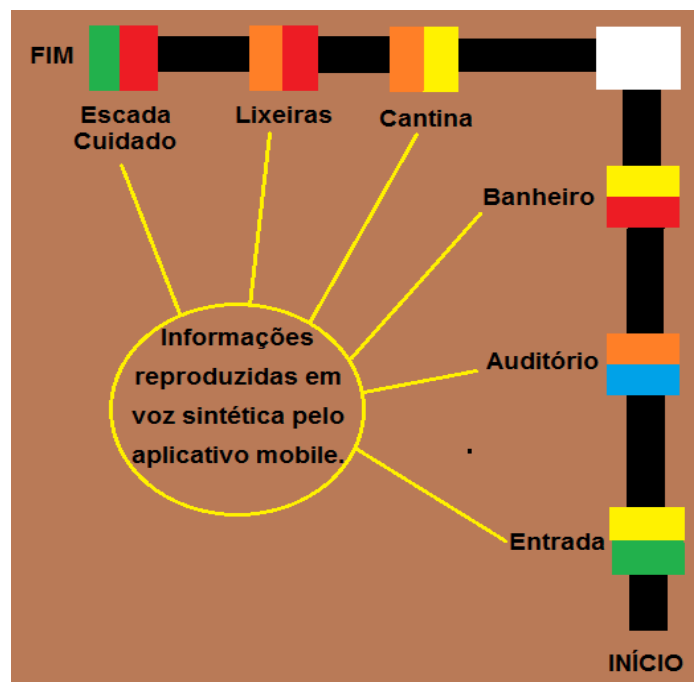 FIM
Escada
Cuidado
Lixeiras
Cantina
Banheiro
Informações
reproduzidas em
voz sintética pelo
aplicativo mobile.
Auditório
Entrada
INÍCIO